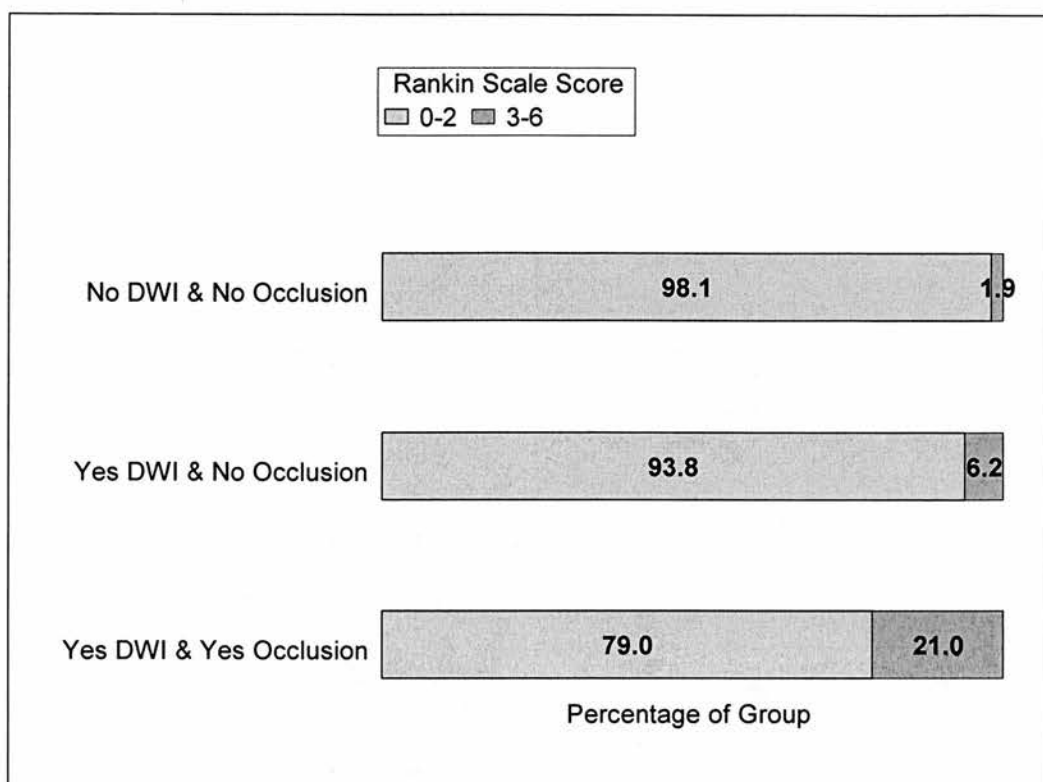 Rankin Scale Score
0-2 3-6
No DWI & No Occlusion 98.1 1.9
Yes DWI & No Occlusion 93.8 6.2
Yes DWI & Yes Occlusion 79.0 21.0
Percentage of Group